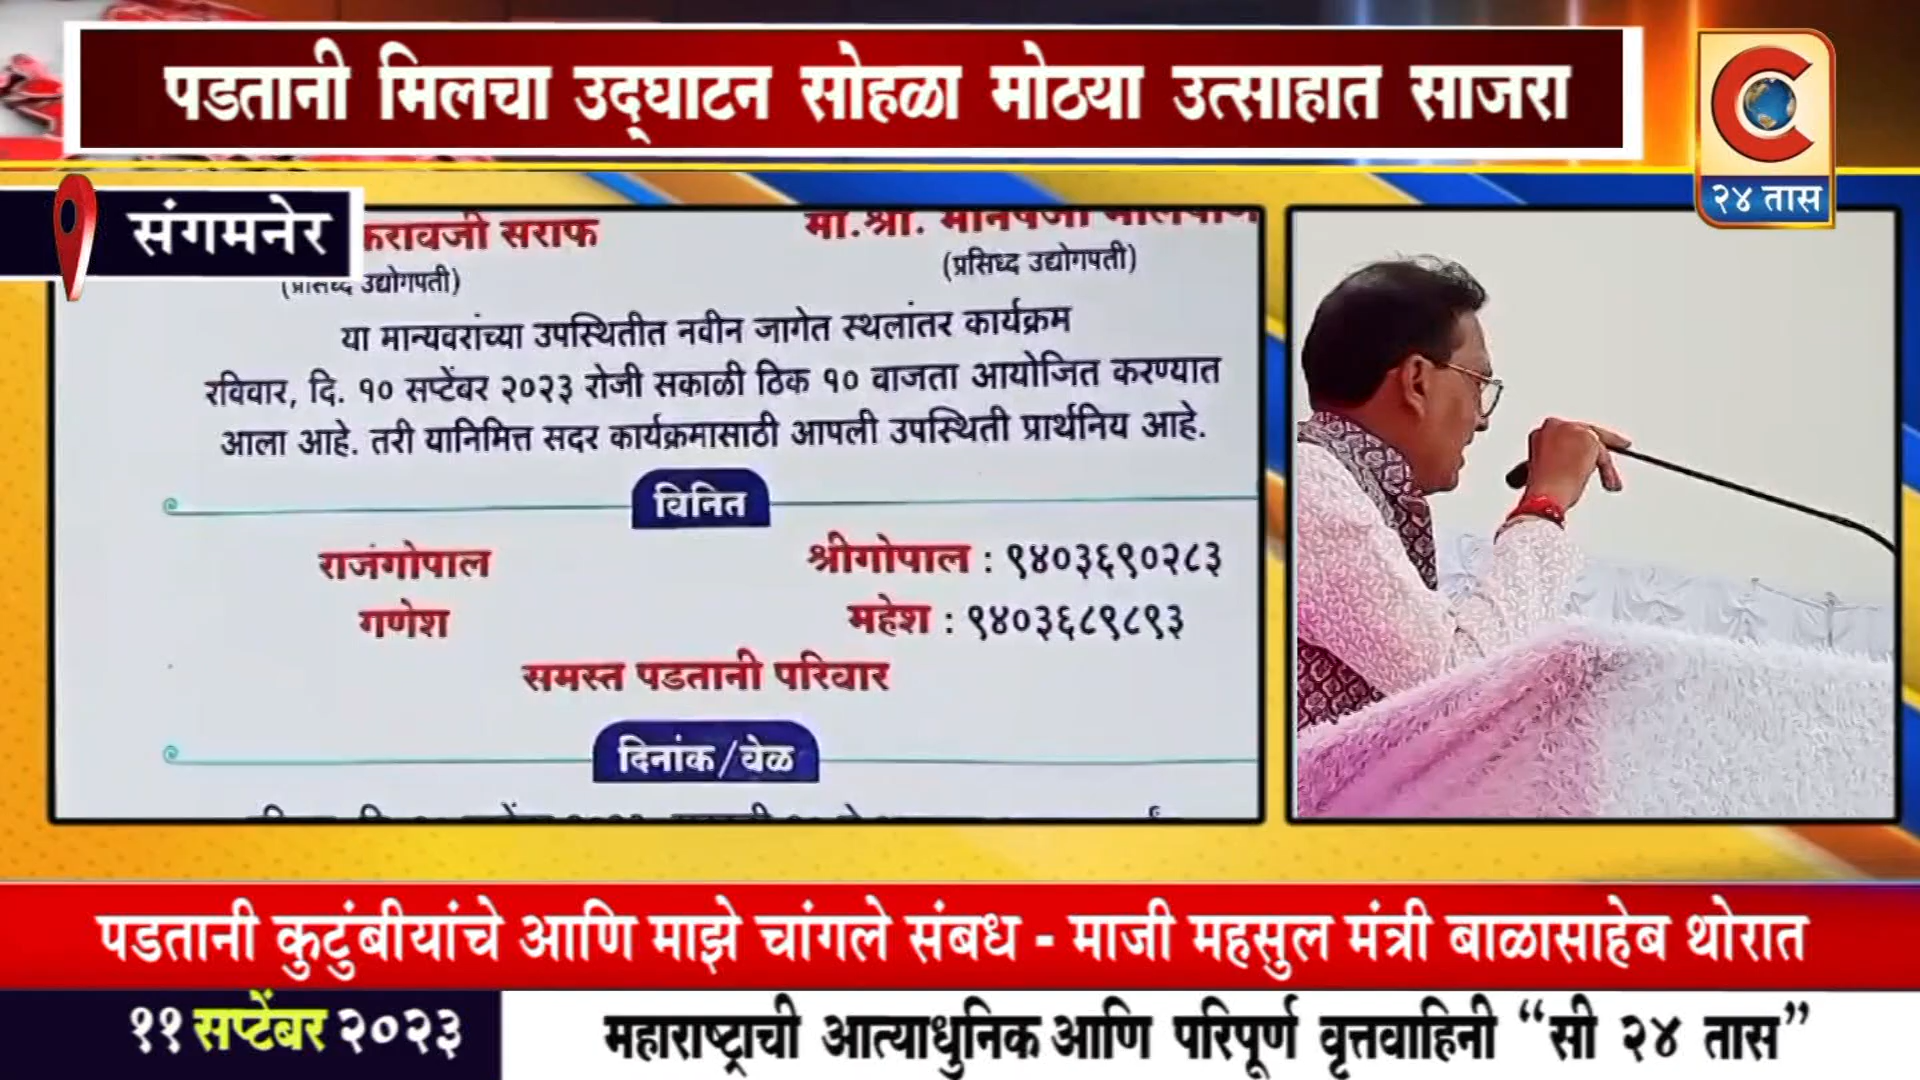 पडतानी मिलचा उद्घाटन सोहळा मोठया उत्साहात साजरा
२४ तास
संगमनेर
करावजी सराफ
मा.श्री.
(प्रसिध्द उद्योगपती)
(प्रसिध्द उद्योगपती)
या मान्यवरांच्या उपस्थितीत नवीन जागेत स्थलांतर कार्यक्रम
रविवार, दि. १० सप्टेंबर २०२३ रोजी सकाळी ठिक १० वाजता आयोजित करण्यात
आला आहे. तरी यानिमित्त सदर कार्यक्रमासाठी आपली उपस्थिती प्रार्थनिय आहे.
विनित
राजंगोपाल
श्रीगोपाल : ९४०३६९०२८३
गणेश
महेश : ९४०३६८९८९३
समस्त पडतानी परिवार
दिनांक/वेळ
पडतानी कुटुंबीयांचे आणि माझे चांगले संबध - माजी महसुल मंत्री बाळासाहेब थोरात
११ सप्टेंबर २०२३
महाराष्ट्राची आत्याधुनिक आणि परिपूर्ण वृत्तवाहिनी “सी २४ तास”